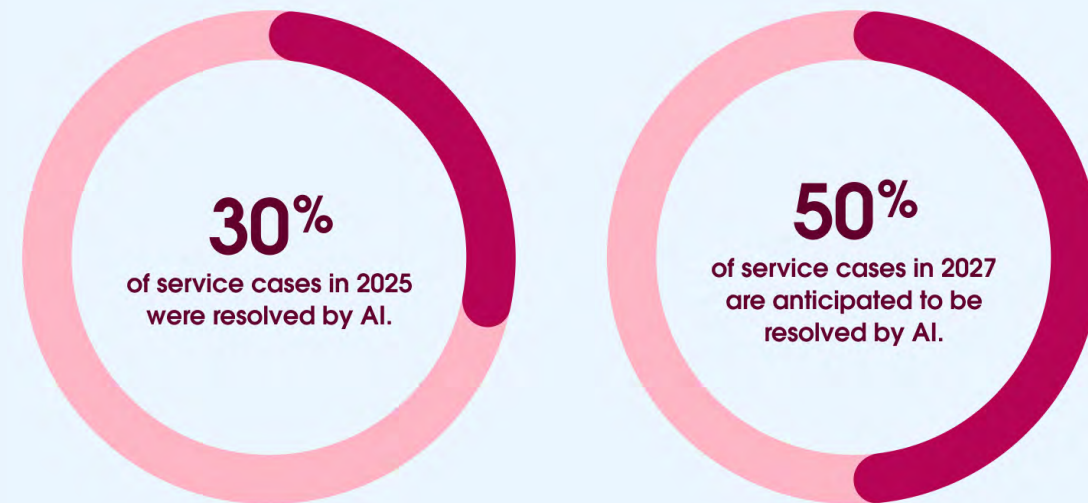 30%
of service cases in 2025
were resolved by AI.
50%
of service cases in 2027
are anticipated to be
resolved by AI.